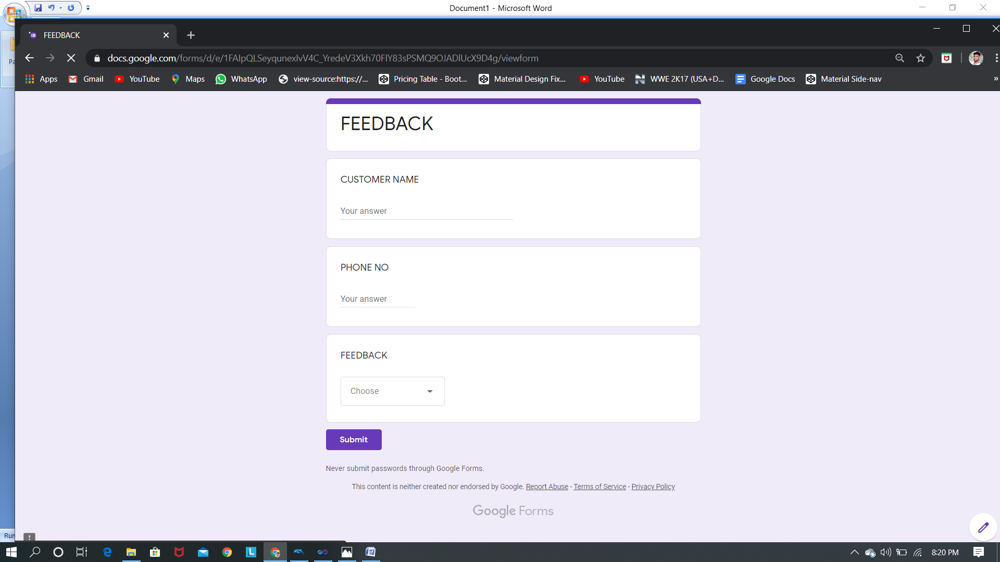 Document1 - Microsoft Word
FEEDBACK
docs.google.com/forms/d/e/1FAIpQLSeyqunexIvV4C_YredeV3Xkh70FIY83sPSMQ9OJADlUcX9D4g/viewform
Apps Gmail YouTube Maps WhatsApp view-source:https://... Pricing Table - Boot... Material Design Fix... YouTube WWE 2K17 (USA+D... Google Docs Material Side-nav »
Pa
FEEDBACK
CUSTOMER NAME
Your answer
PHONE NO
Your answer
FEEDBACK
Choose
Submit
Never submit passwords through Google Forms.
This content is neither created nor endorsed by Google. Report Abuse - Terms of Service - Privacy Policy
Google Forms
Run
8:20 PM